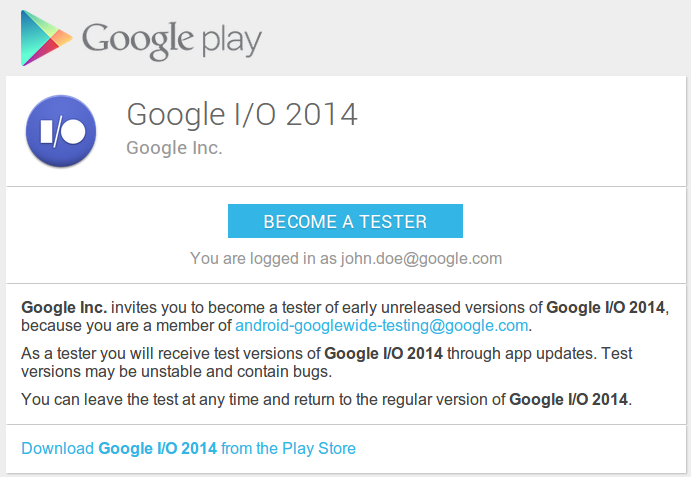 Google play
I/O
Google I/O 2014
Google Inc.
BECOME A TESTER
You are logged in as john.doe@google.com
Google Inc. invites you to become a tester of early unreleased versions of Google I/O 2014,
because you are a member of android-googlewide-testing@google.com.
As a tester you will receive test versions of Google I/O 2014 through app updates. Test
versions may be unstable and contain bugs.
You can leave the test at any time and return to the regular version of Google I/O 2014.
Download Google I/O 2014 from the Play Store